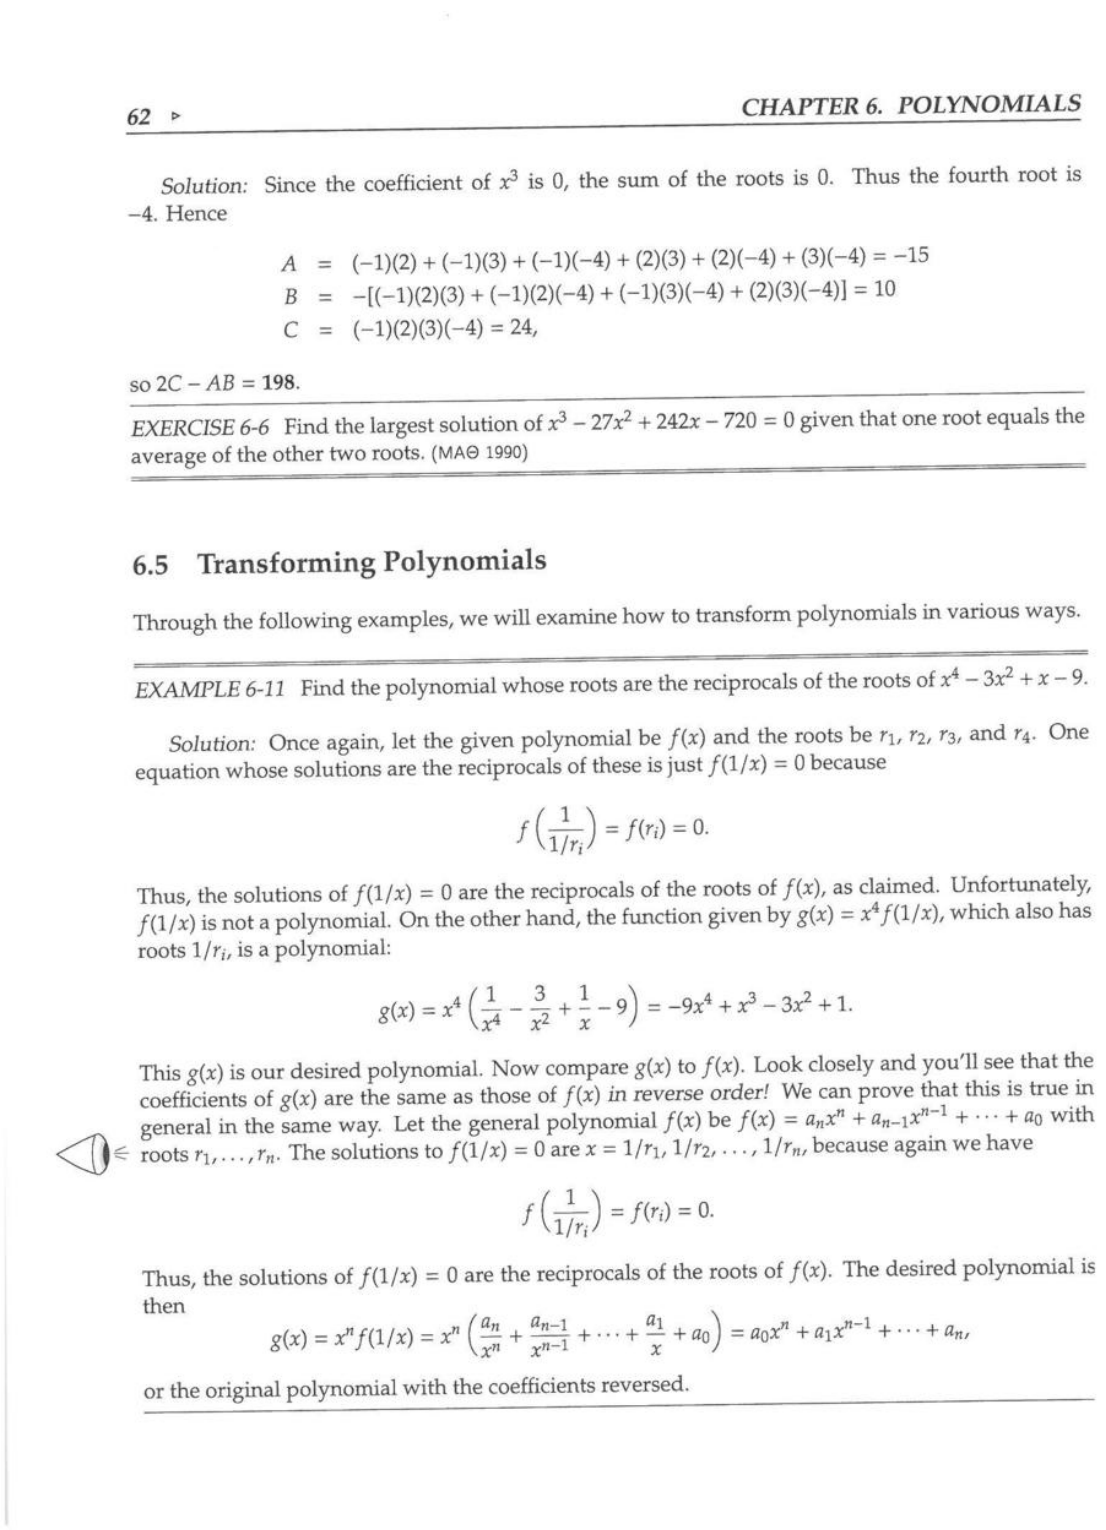 62 ▹ CHAPTER 6. POLYNOMIALS
Solution: Since the coefficient of x³ is 0, the sum of the roots is 0. Thus the fourth root is
−4. Hence
A = (−1)(2) + (−1)(3) + (−1)(−4) + (2)(3) + (2)(−4) + (3)(−4) = −15
B = −[(−1)(2)(3) + (−1)(2)(−4) + (−1)(3)(−4) + (2)(3)(−4)] = 10
C = (−1)(2)(3)(−4) = 24,
so 2C − AB = 198.
EXERCISE 6-6 Find the largest solution of x³ − 27x² + 242x − 720 = 0 given that one root equals the
average of the other two roots. (MAΘ 1990)
6.5 Transforming Polynomials
Through the following examples, we will examine how to transform polynomials in various ways.
EXAMPLE 6-11 Find the polynomial whose roots are the reciprocals of the roots of x⁴ − 3x² + x − 9.
Solution: Once again, let the given polynomial be f(x) and the roots be r₁, r₂, r₃, and r₄. One
equation whose solutions are the reciprocals of these is just f(1/x) = 0 because
f(1/(1/rᵢ)) = f(rᵢ) = 0.
Thus, the solutions of f(1/x) = 0 are the reciprocals of the roots of f(x), as claimed. Unfortunately,
f(1/x) is not a polynomial. On the other hand, the function given by g(x) = x⁴f(1/x), which also has
roots 1/rᵢ, is a polynomial:
g(x) = x⁴(1/x⁴ − 3/x² + 1/x − 9) = −9x⁴ + x³ − 3x² + 1.
This g(x) is our desired polynomial. Now compare g(x) to f(x). Look closely and you'll see that the
coefficients of g(x) are the same as those of f(x) in reverse order! We can prove that this is true in
general in the same way. Let the general polynomial f(x) be f(x) = aₙxⁿ + aₙ₋₁xⁿ⁻¹ + ⋯ + a₀ with
roots r₁, . . . , rₙ. The solutions to f(1/x) = 0 are x = 1/r₁, 1/r₂, . . . , 1/rₙ, because again we have
f(1/(1/rᵢ)) = f(rᵢ) = 0.
Thus, the solutions of f(1/x) = 0 are the reciprocals of the roots of f(x). The desired polynomial is
then
g(x) = xⁿf(1/x) = xⁿ(aₙ/xⁿ + aₙ₋₁/xⁿ⁻¹ + ⋯ + a₁/x + a₀) = a₀xⁿ + a₁xⁿ⁻¹ + ⋯ + aₙ,
or the original polynomial with the coefficients reversed.